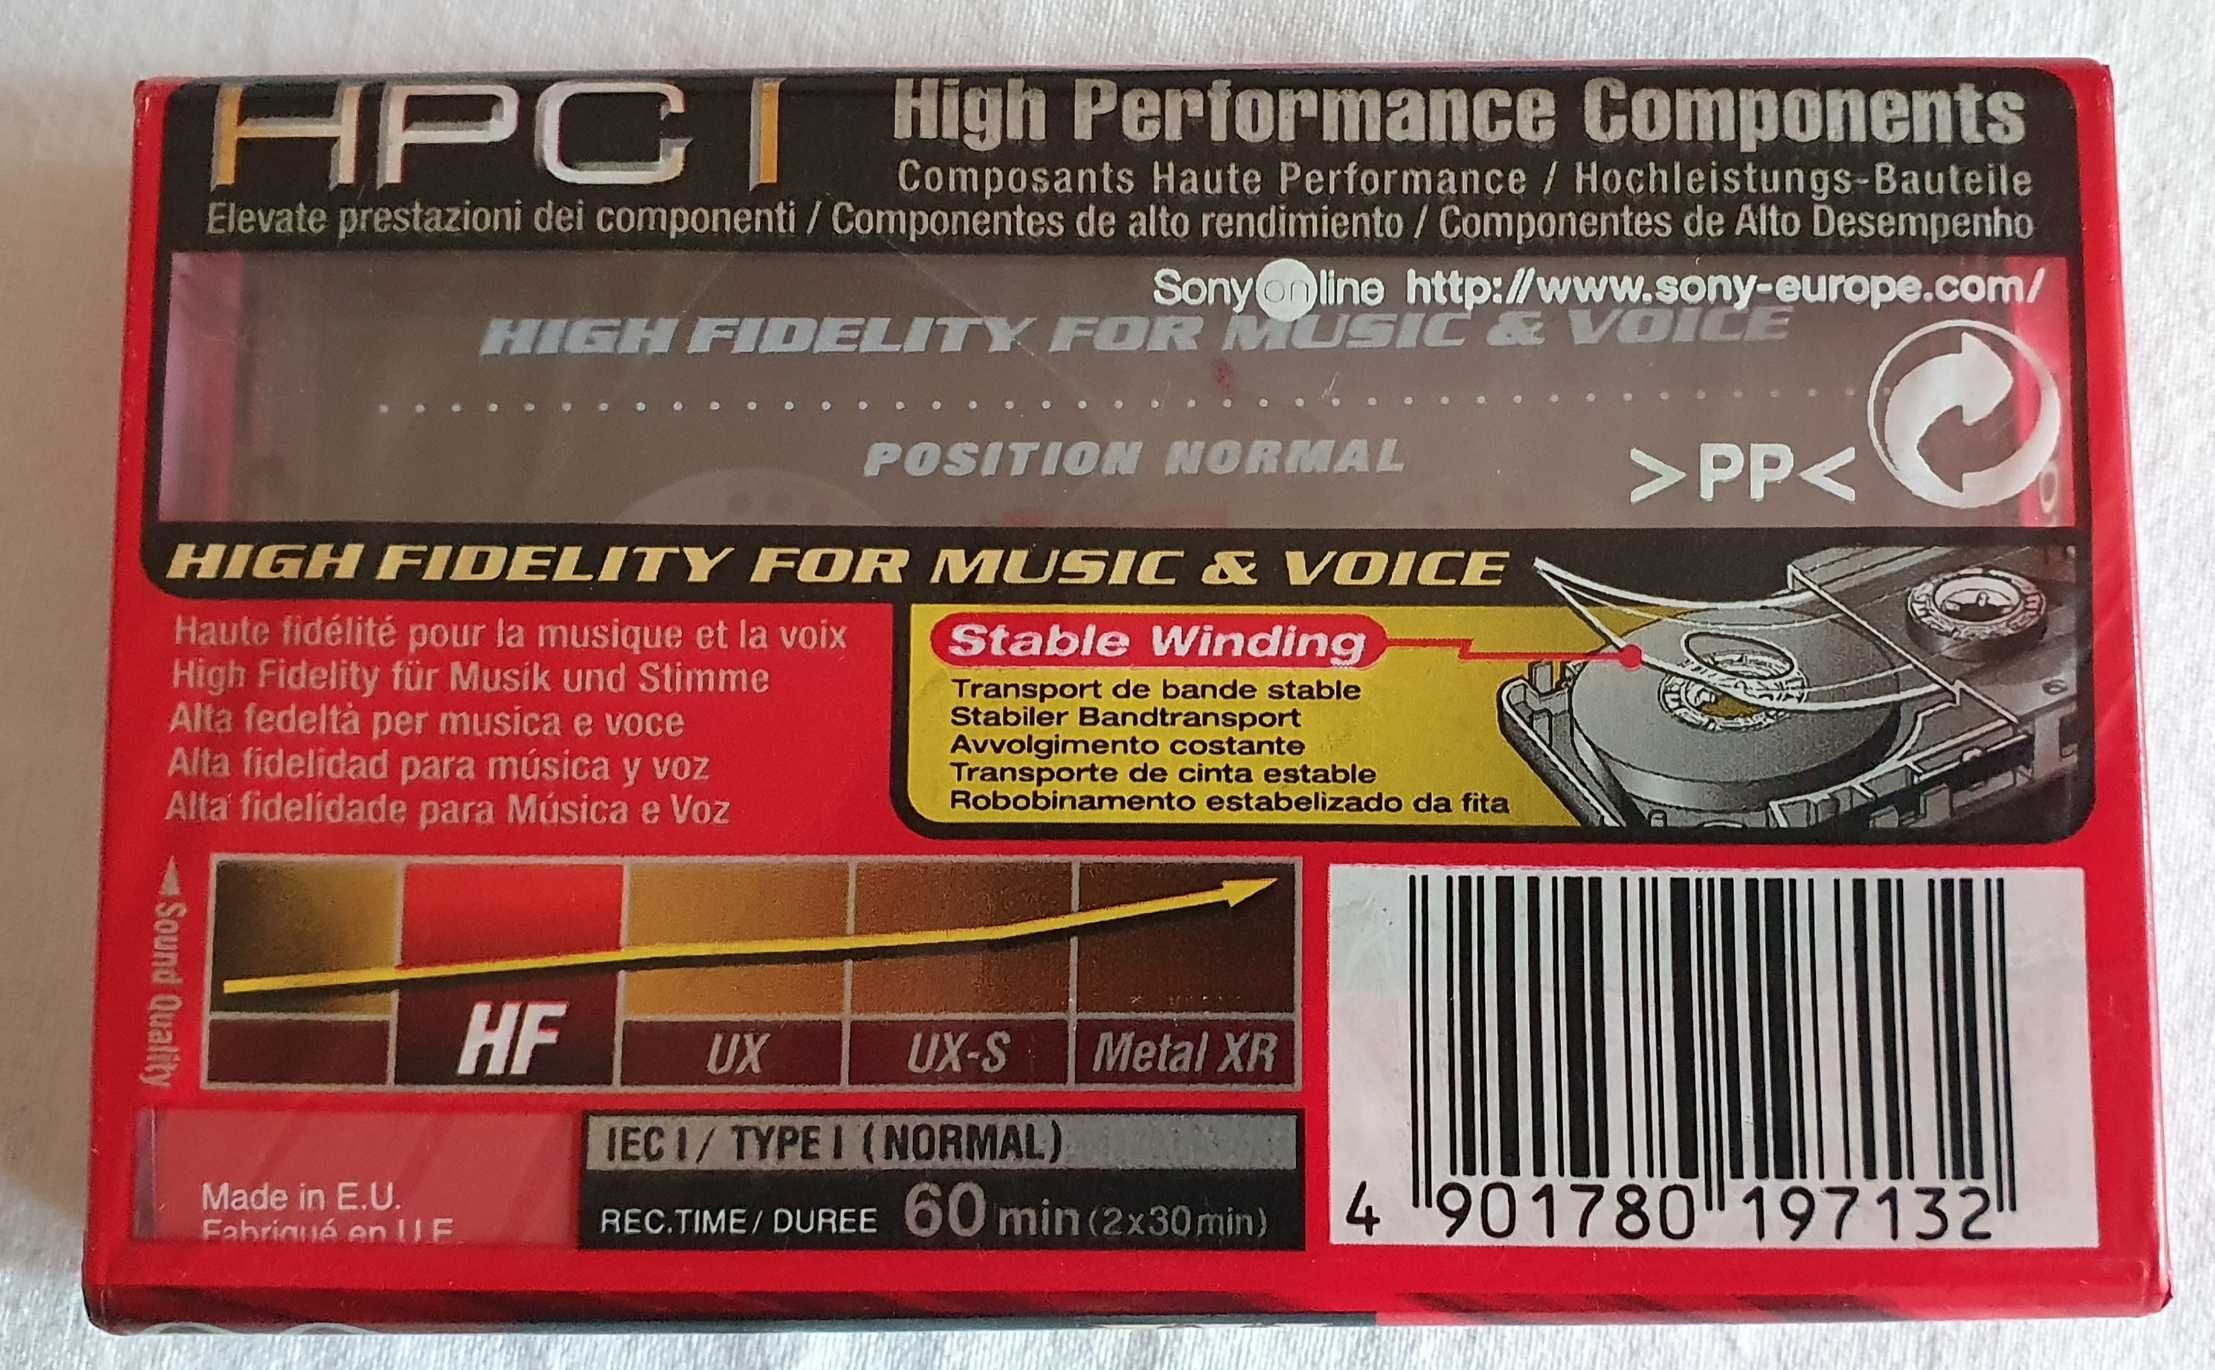 HPC I High Performance Components
Composants Haute Performance / Hochleistungs-Bauteile
Elevate prestazioni dei componenti / Componentes de alto rendimiento / Componentes de Alto Desempenho
Sony online http://www.sony-europe.com/
HIGH FIDELITY FOR MUSIC & VOICE
POSITION NORMAL
>PP<
HIGH FIDELITY FOR MUSIC & VOICE
Haute fidélité pour la musique et la voix
High Fidelity für Musik und Stimme
Alta fedeltà per musica e voce
Alta fidelidad para música y voz
Alta fidelidade para Música e Voz
Stable Winding
Transport de bande stable
Stabiler Bandtransport
Avvolgimento costante
Transporte de cinta estable
Robobinamento estabelizado da fita
Sound Quality
HF UX UX-S Metal XR
IEC I / TYPE I (NORMAL)
REC.TIME / DUREE 60 min (2x30min)
Made in E.U.
Fabriqué en U.E.
4 901780 197132